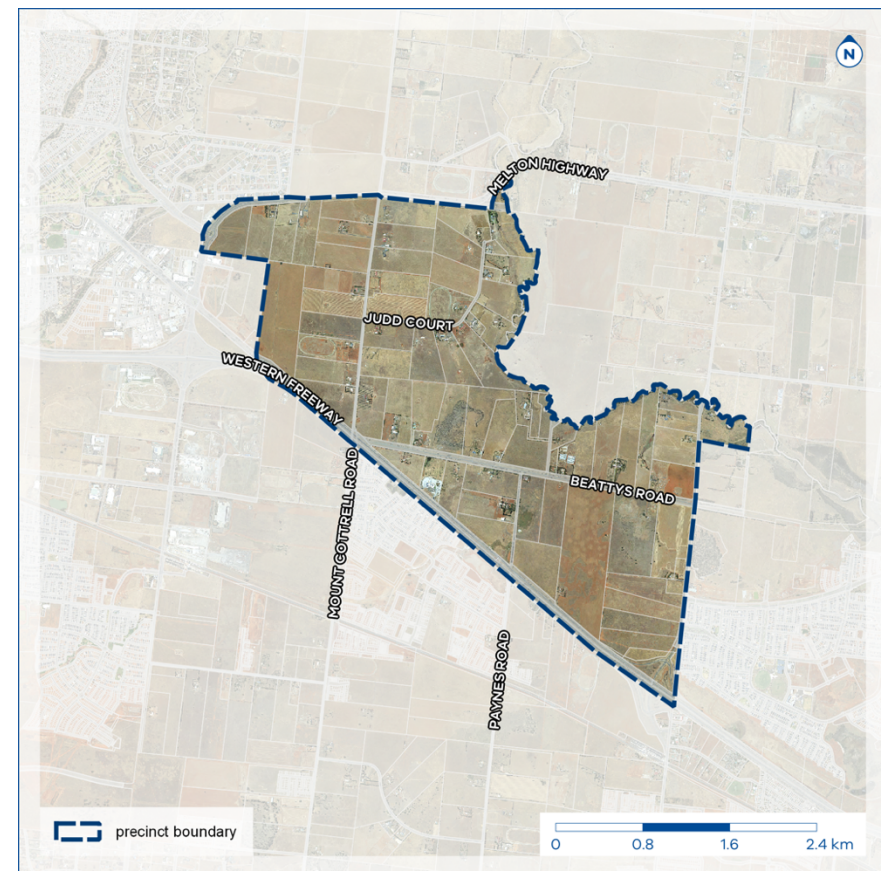 N
MELTON HIGHWAY
JUDD COURT
WESTERN FREEWAY
BEATTYS ROAD
MOUNT COTTRELL ROAD
PAYNES ROAD
precinct boundary
0 0.8 1.6 2.4 km